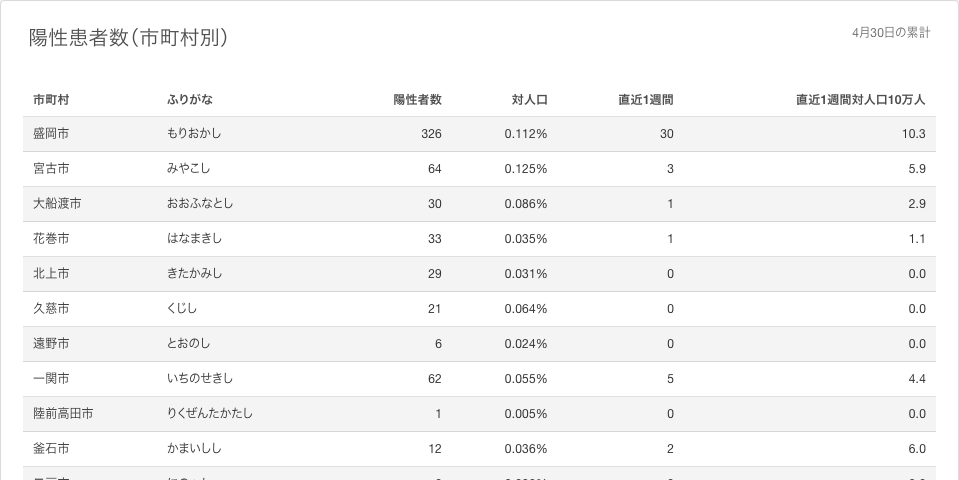 陽性患者数（市町村別）
4月30日の累計
市町村 ふりがな 陽性者数 対人口 直近1週間 直近1週間対人口10万人
盛岡市 もりおかし 326 0.112% 30 10.3
宮古市 みやこし 64 0.125% 3 5.9
大船渡市 おおふなとし 30 0.086% 1 2.9
花巻市 はなまきし 33 0.035% 1 1.1
北上市 きたかみし 29 0.031% 0 0.0
久慈市 くじし 21 0.064% 0 0.0
遠野市 とおのし 6 0.024% 0 0.0
一関市 いちのせきし 62 0.055% 5 4.4
陸前高田市 りくぜんたかたし 1 0.005% 0 0.0
釜石市 かまいしし 12 0.036% 2 6.0